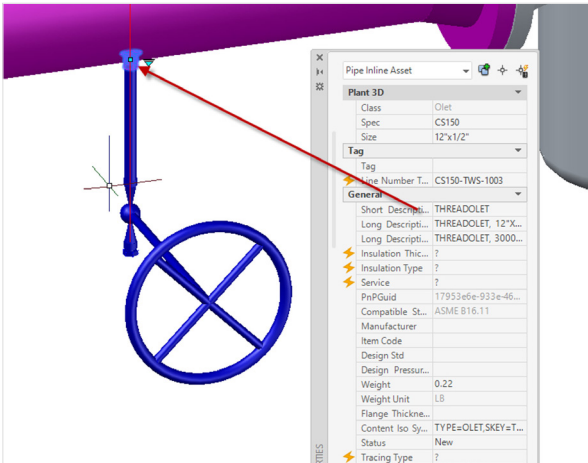 Pipe Inline Asset
Plant 3D
Class Olet
Spec CS150
Size 12"x1/2"
Tag
Tag
Line Number T... CS150-TWS-1003
General
Short Descripti... THREADOLET
Long Descripti... THREADOLET, 12"X...
Long Descripti... THREADOLET, 3000...
Insulation Thic... ?
Insulation Type ?
Service ?
PnPGuid 17953e6e-933e-46...
Compatible St... ASME B16.11
Manufacturer
Item Code
Design Std
Design Pressur...
Weight 0.22
Weight Unit LB
Flange Thickne...
Content Iso Sy... TYPE=OLET,SKEY=T...
Status New
Tracing Type ?